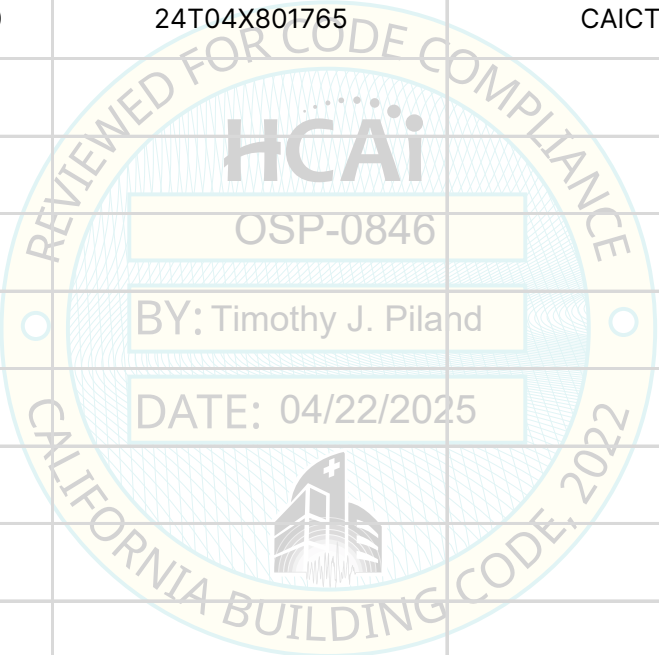 24T04X801765 CAICT
REVIEWED FOR CODE COMPLIANCE
HCAi
OSP-0846
BY: Timothy J. Piland
DATE: 04/22/2025
CALIFORNIA BUILDING CODE, 2022